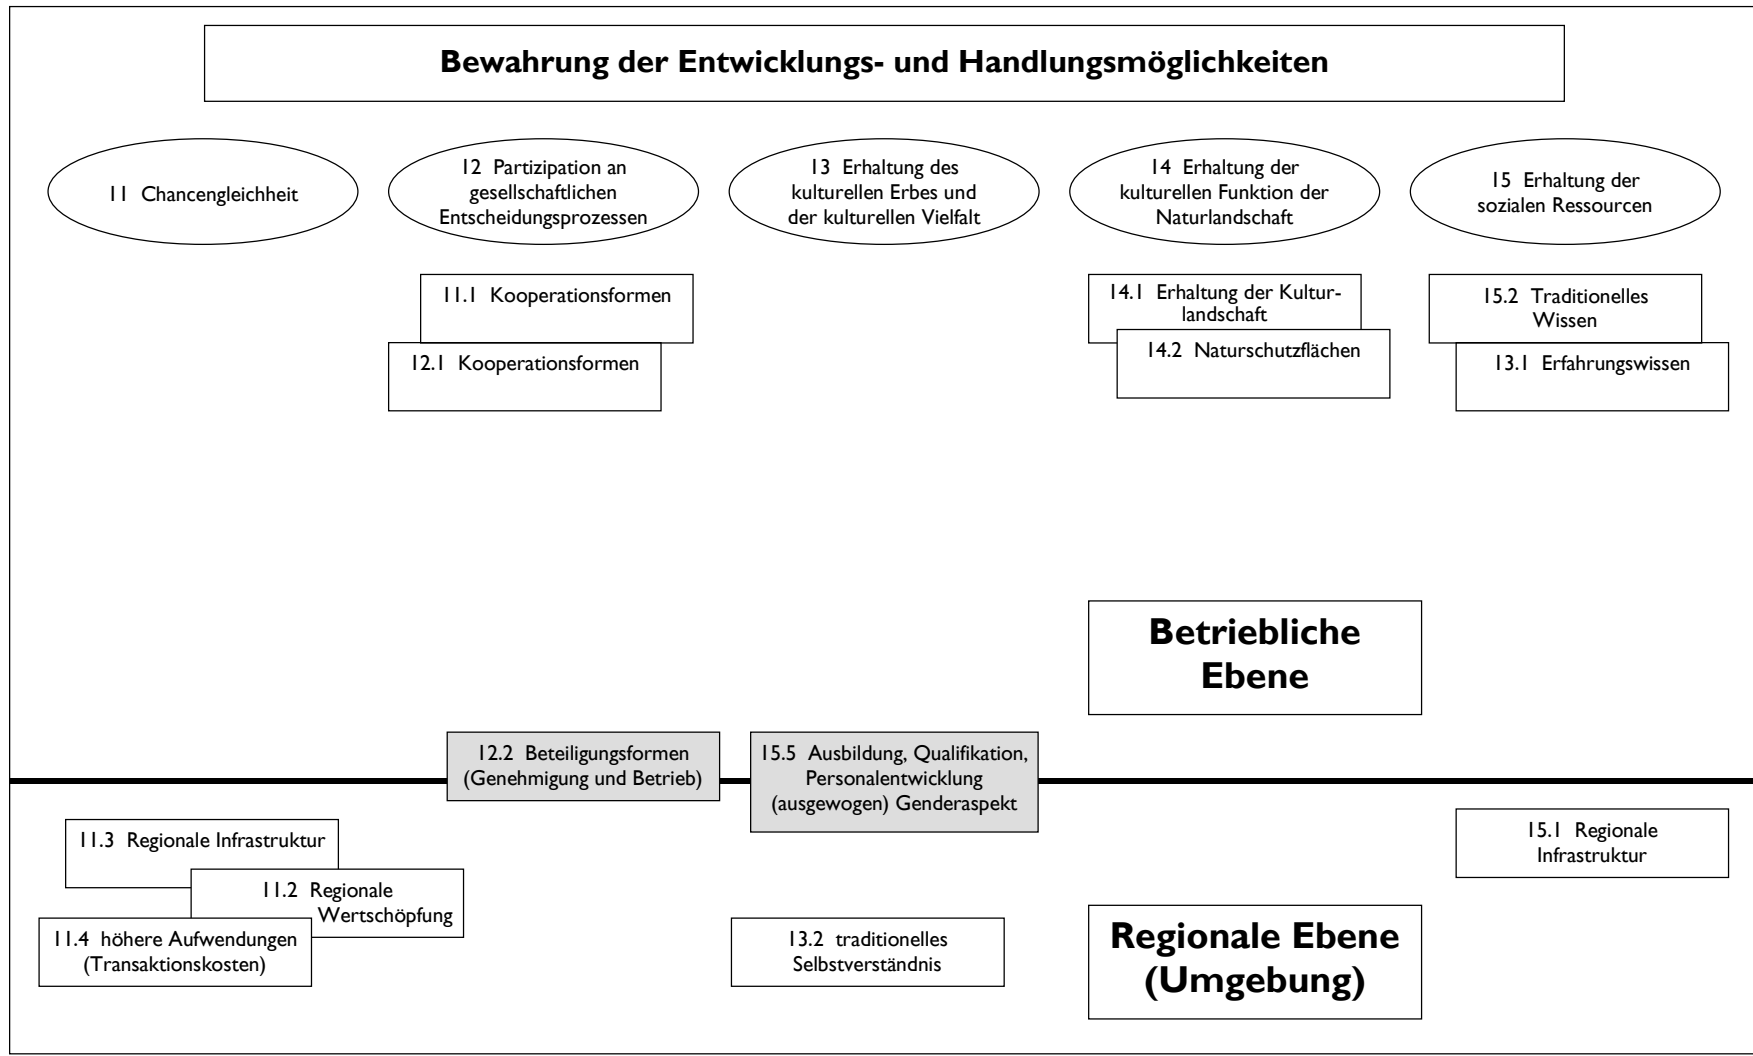 Bewahrung der Entwicklungs- und Handlungsmöglichkeiten
11 Chancengleichheit
12 Partizipation an
gesellschaftlichen
Entscheidungsprozessen
13 Erhaltung des
kulturellen Erbes und
der kulturellen Vielfalt
14 Erhaltung der
kulturellen Funktion der
Naturlandschaft
15 Erhaltung der
sozialen Ressourcen
11.1 Kooperationsformen
12.1 Kooperationsformen
14.1 Erhaltung der Kultur-
landschaft
14.2 Naturschutzflächen
15.2 Traditionelles
Wissen
13.1 Erfahrungswissen
Betriebliche
Ebene
12.2 Beteiligungsformen
(Genehmigung und Betrieb)
15.5 Ausbildung, Qualifikation,
Personalentwicklung
(ausgewogen) Genderaspekt
11.3 Regionale Infrastruktur
11.2 Regionale
Wertschöpfung
11.4 höhere Aufwendungen
(Transaktionskosten)
13.2 traditionelles
Selbstverständnis
15.1 Regionale
Infrastruktur
Regionale Ebene
(Umgebung)